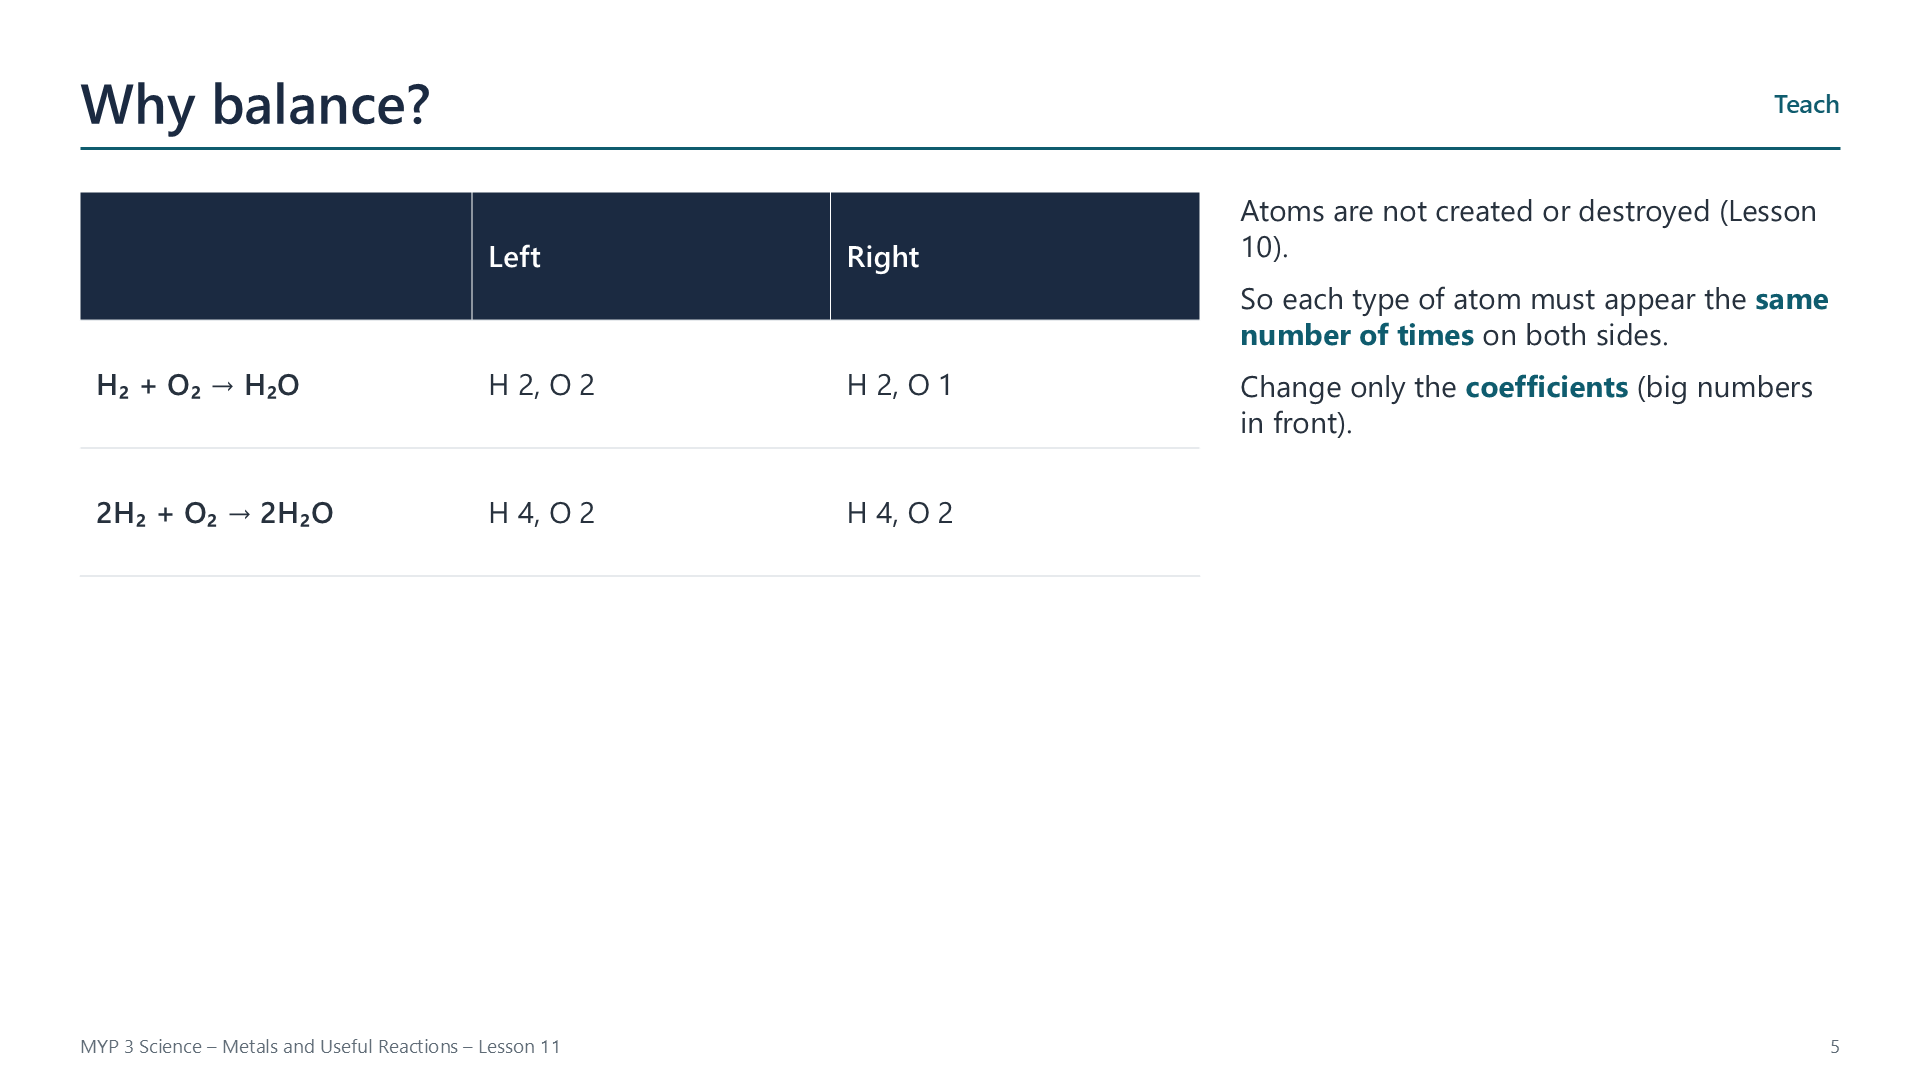 Why balance?
Teach
Left Right
H₂ + O₂ → H₂O H 2, O 2 H 2, O 1
2H₂ + O₂ → 2H₂O H 4, O 2 H 4, O 2
Atoms are not created or destroyed (Lesson
10).
So each type of atom must appear the same
number of times on both sides.
Change only the coefficients (big numbers
in front).
MYP 3 Science – Metals and Useful Reactions – Lesson 11
5